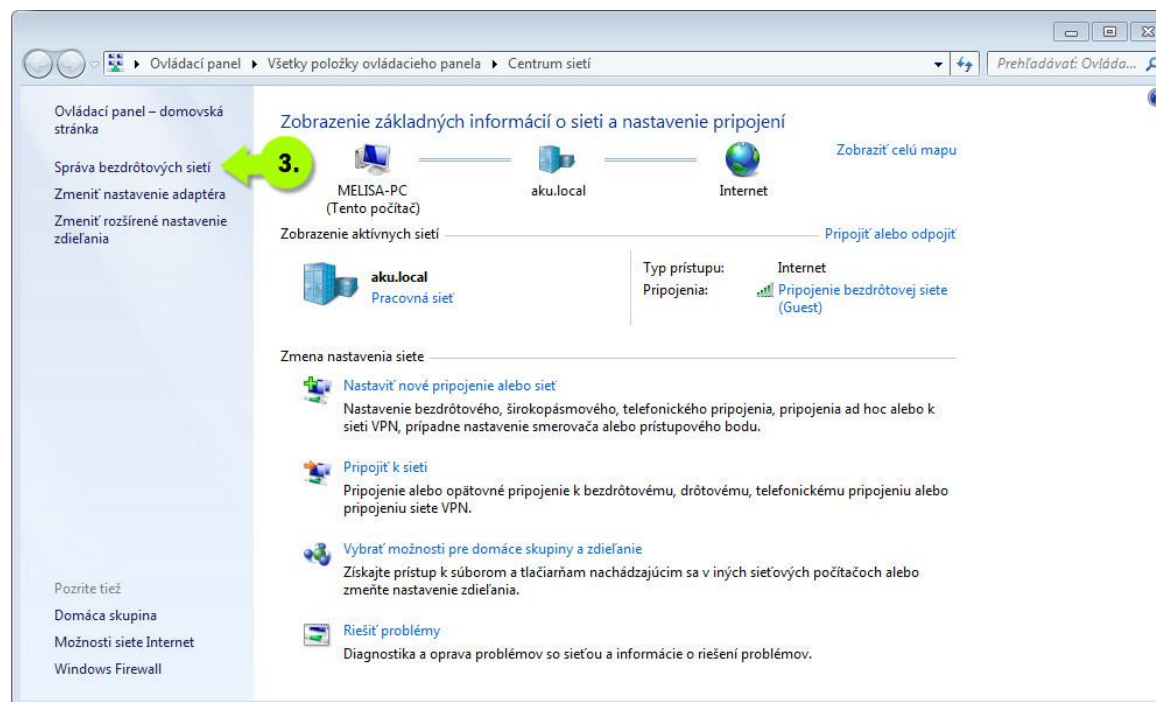 Ovládací panel
Všetky položky ovládacieho panela
Centrum sietí
Prehľadávať: Ovláda...
Ovládací panel – domovská
stránka
Správa bezdrôtových sietí
3.
Zmeniť nastavenie adaptéra
Zmeniť rozšírené nastavenie
zdieľania
Zobrazenie základných informácií o sieti a nastavenie pripojení
Zobraziť celú mapu
MELISA-PC
(Tento počítač)
aku.local
Internet
Zobrazenie aktívnych sietí
Pripojiť alebo odpojiť
aku.local
Pracovná sieť
Typ prístupu: Internet
Pripojenia: Pripojenie bezdrôtovej siete
(Guest)
Zmena nastavenia siete
Nastaviť nové pripojenie alebo sieť
Nastavenie bezdrôtového, širokopásmového, telefonického pripojenia, pripojenia ad hoc alebo k
sieti VPN, prípadne nastavenie smerovača alebo prístupového bodu.
Pripojiť k sieti
Pripojenie alebo opätovné pripojenie k bezdrôtovému, drôtovému, telefonickému pripojeniu alebo
pripojeniu siete VPN.
Vybrať možnosti pre domáce skupiny a zdieľanie
Získajte prístup k súborom a tlačiarňam nachádzajúcim sa v iných sieťových počítačoch alebo
zmeňte nastavenie zdieľania.
Riešiť problémy
Diagnostika a oprava problémov so sieťou a informácie o riešení problémov.
Pozrite tiež
Domáca skupina
Možnosti siete Internet
Windows Firewall